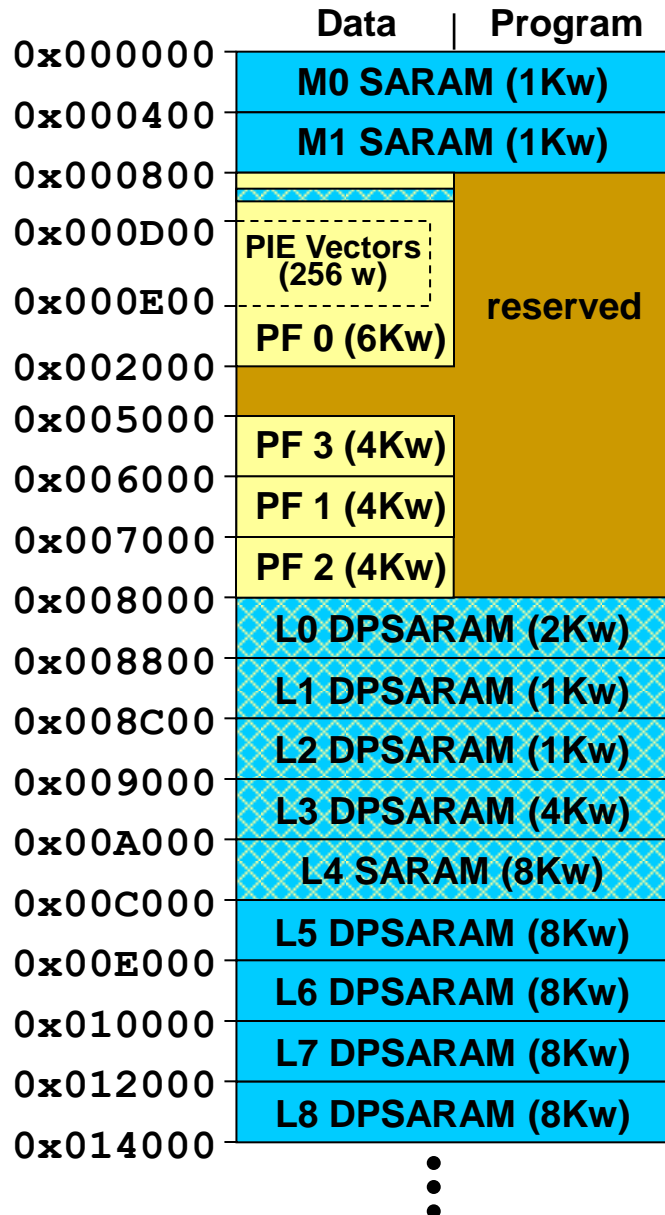 Data | Program
0x000000
M0 SARAM (1Kw)
0x000400
M1 SARAM (1Kw)
0x000800
0x000D00
PIE Vectors
(256 w)
0x000E00
reserved
PF 0 (6Kw)
0x002000
0x005000
PF 3 (4Kw)
0x006000
PF 1 (4Kw)
0x007000
PF 2 (4Kw)
0x008000
L0 DPSARAM (2Kw)
0x008800
L1 DPSARAM (1Kw)
0x008C00
L2 DPSARAM (1Kw)
0x009000
L3 DPSARAM (4Kw)
0x00A000
L4 SARAM (8Kw)
0x00C000
L5 DPSARAM (8Kw)
0x00E000
L6 DPSARAM (8Kw)
0x010000
L7 DPSARAM (8Kw)
0x012000
L8 DPSARAM (8Kw)
0x014000